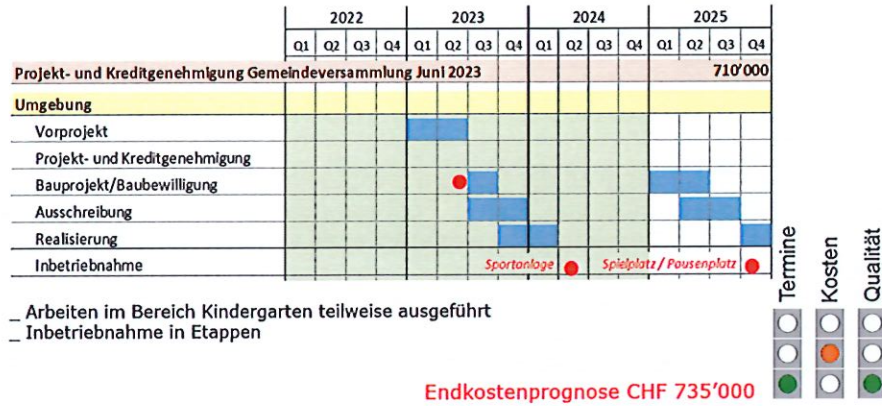 2022 2023 2024 2025
Q1 Q2 Q3 Q4 Q1 Q2 Q3 Q4 Q1 Q2 Q3 Q4 Q1 Q2 Q3 Q4
Projekt- und Kreditgenehmigung Gemeindeversammlung Juni 2023 710'000
Umgebung
Vorprojekt
Projekt- und Kreditgenehmigung
Bauprojekt/Baubewilligung
Ausschreibung
Realisierung
Inbetriebnahme Sportanlage Spielplatz / Pausenplatz
Termine
Kosten
Qualität
_ Arbeiten im Bereich Kindergarten teilweise ausgeführt
_ Inbetriebnahme in Etappen
Endkostenprognose CHF 735'000